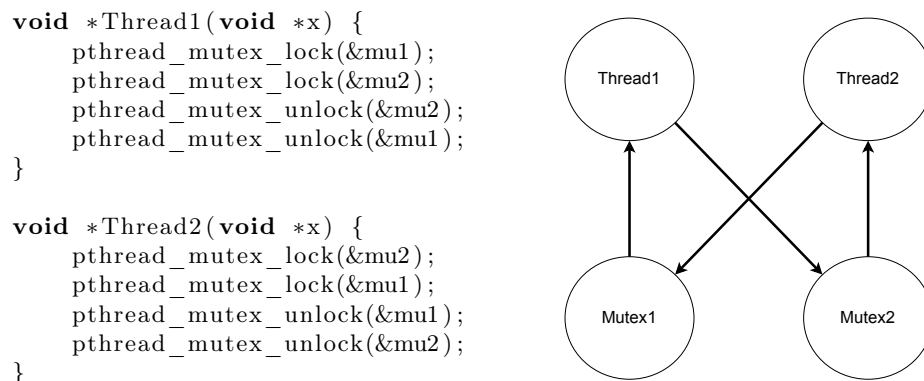 void *Thread1(void *x) {
    pthread_mutex_lock(&mu1);
    pthread_mutex_lock(&mu2);
    pthread_mutex_unlock(&mu2);
    pthread_mutex_unlock(&mu1);
}
void *Thread2(void *x) {
    pthread_mutex_lock(&mu2);
    pthread_mutex_lock(&mu1);
    pthread_mutex_unlock(&mu1);
    pthread_mutex_unlock(&mu2);
}
Thread1
Thread2
Mutex1
Mutex2